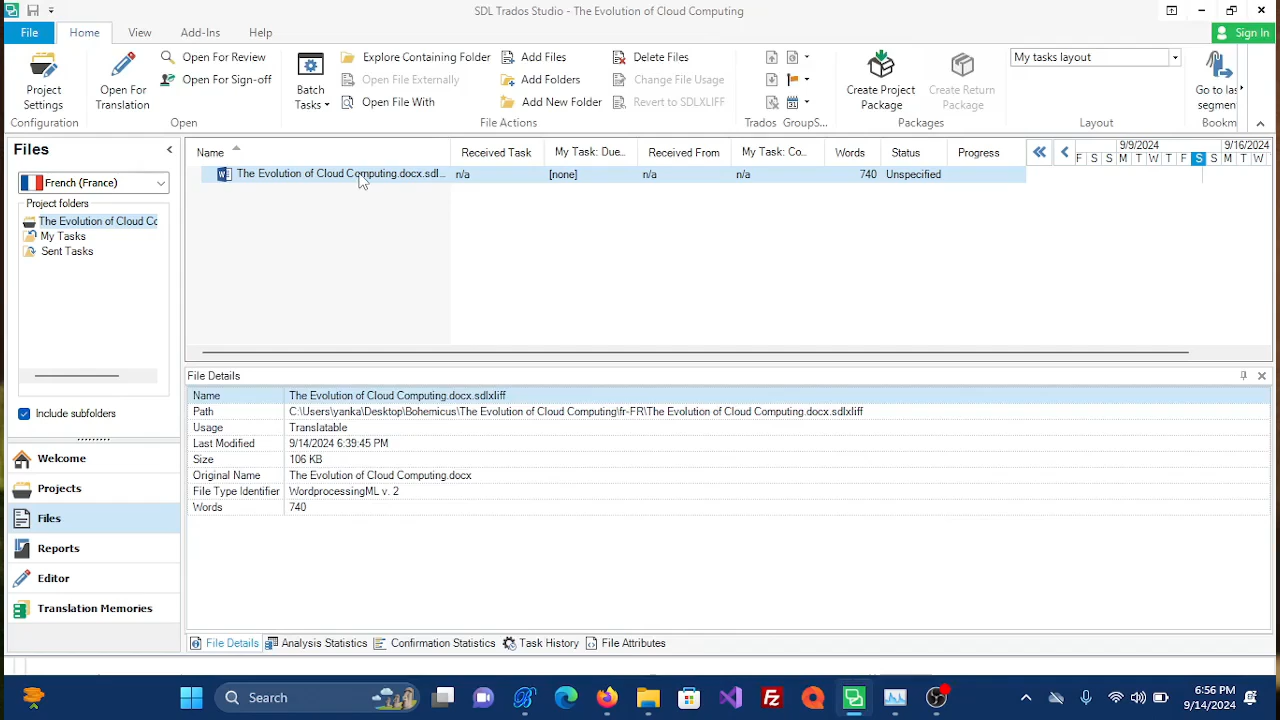 SDL Trados Studio - The Evolution of Cloud Computing
File
Home
View
Add-Ins
Help
Sign In
Project Settings
Configuration
Open For Translation
Open For Review
Open For Sign-off
Open
Batch Tasks
Explore Containing Folder
Open File Externally
Open File With
Add Files
Add Folders
Add New Folder
Delete Files
Change File Usage
Revert to SDLXLIFF
File Actions
Trados GroupS...
Create Project Package
Create Return Package
Packages
My tasks layout
Layout
Go to las
segmen
Bookm
Files
French (France)
Project folders
The Evolution of Cloud Co
My Tasks
Sent Tasks
Include subfolders
Welcome
Projects
Files
Reports
Editor
Translation Memories
Name
Received Task
My Task: Due...
Received From
My Task: Co...
Words
Status
Progress
9/9/2024
9/16/2024
F S S M T W T F S S M T W T
The Evolution of Cloud Computing.docx.sdl...
n/a
[none]
n/a
n/a
740
Unspecified
File Details
Name The Evolution of Cloud Computing.docx.sdlxliff
Path C:\Users\yanka\Desktop\Bohemicus\The Evolution of Cloud Computing\fr-FR\The Evolution of Cloud Computing.docx.sdlxliff
Usage Translatable
Last Modified 9/14/2024 6:39:45 PM
Size 106 KB
Original Name The Evolution of Cloud Computing.docx
File Type Identifier WordprocessingML v. 2
Words 740
File Details
Analysis Statistics
Confirmation Statistics
Task History
File Attributes
Search
6:56 PM
9/14/2024